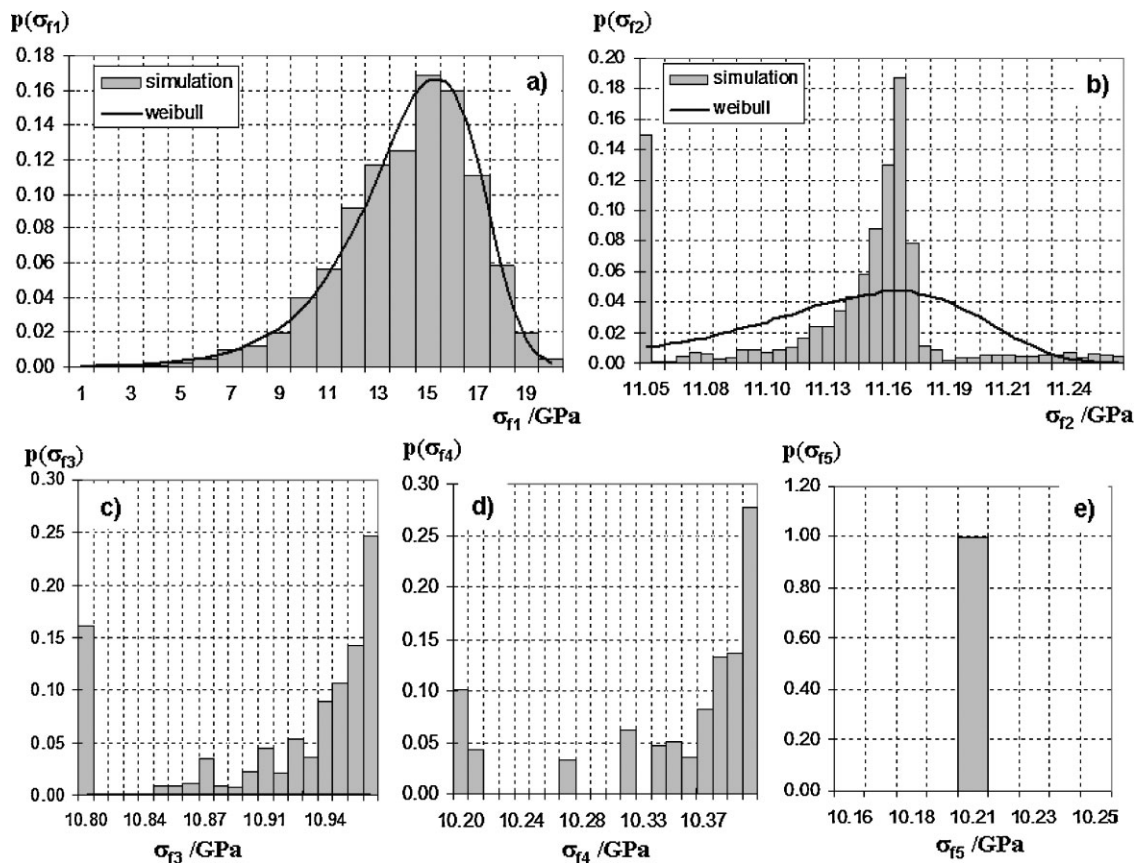 p(σf1)
0.18
0.16
0.14
0.12
0.10
0.08
0.06
0.04
0.02
0.00
simulation
weibull
a)
1 3 5 7 9 11 13 15 17 19
σf1 /GPa
p(σf2)
0.20
0.18
0.16
0.14
0.12
0.10
0.08
0.06
0.04
0.02
0.00
simulation
weibull
b)
11.05 11.08 11.10 11.13 11.16 11.19 11.21 11.24
σf2 /GPa
p(σf3)
0.30
0.25
0.20
0.15
0.10
0.05
0.00
c)
10.80 10.84 10.87 10.91 10.94
σf3 /GPa
p(σf4)
0.30
0.25
0.20
0.15
0.10
0.05
0.00
d)
10.20 10.24 10.28 10.33 10.37
σf4 /GPa
p(σf5)
1.20
1.00
0.80
0.60
0.40
0.20
0.00
e)
10.16 10.18 10.21 10.23 10.25
σf5 /GPa